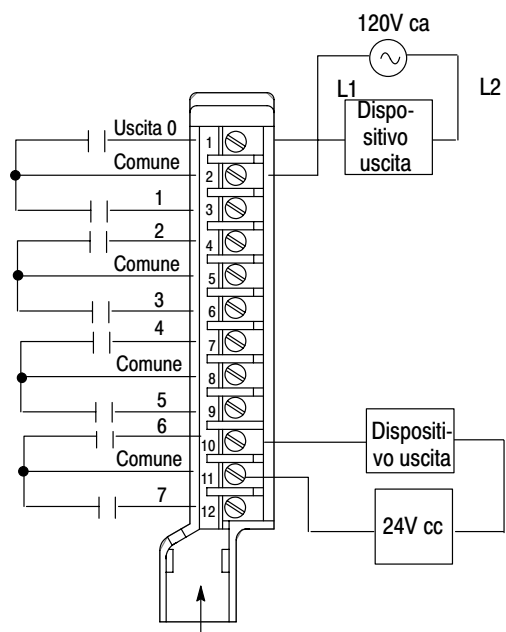 120V ca
L1
L2
Dispo-
sitivo
uscita
Uscita 0
1
Comune
2
1
3
2
4
Comune
5
3
6
4
7
Comune
8
5
9
6
10
Comune
11
7
12
Dispositi-
vo uscita
24V cc